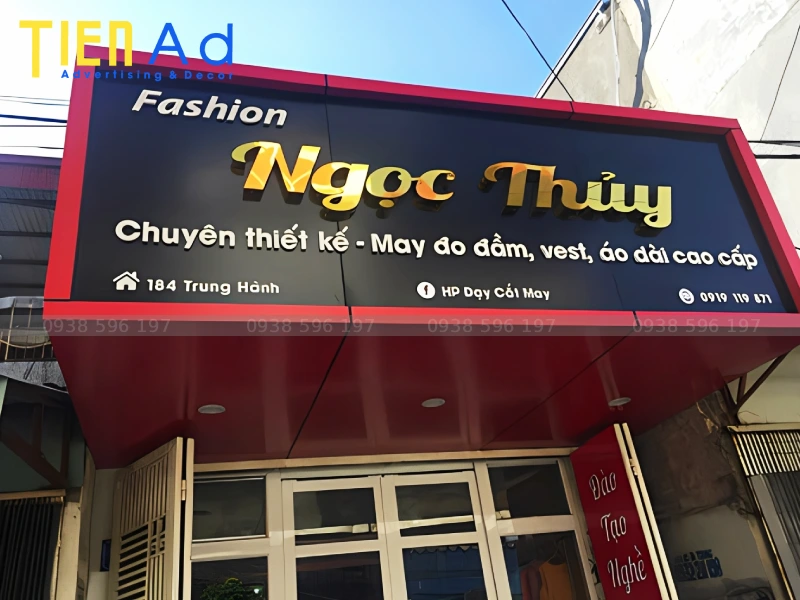 TIEN Ad
Advertising & Decor
Fashion
Ngọc Thủy
Chuyên thiết kế - May đo đầm, vest, áo dài cao cấp
184 Trung Hành
HP Dạy Cắt May
0919 119 871
0938 596 197 0938 596 197 0938 596 197 0938 596 197
Đào
Tạo
Nghề